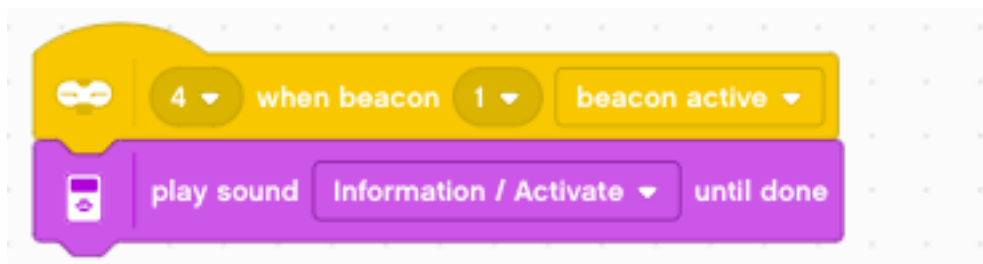 4 when beacon 1 beacon active
play sound Information / Activate until done